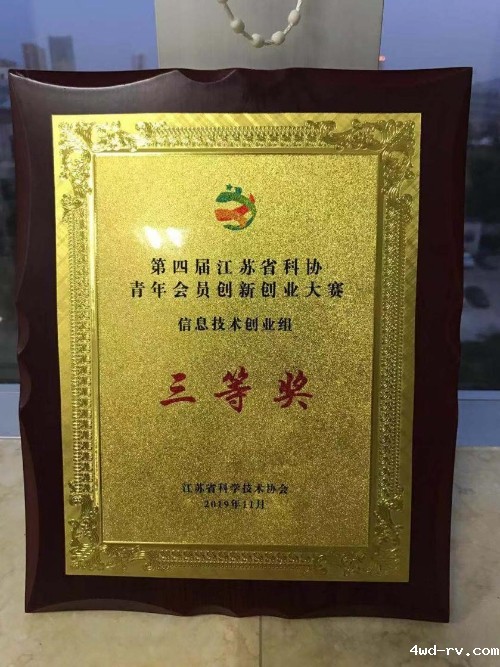 第四届江苏省科协
青年会员创新创业大赛
信息技术创业组
三等奖
江苏省科学技术协会
2019年11月
4wd-rv.com